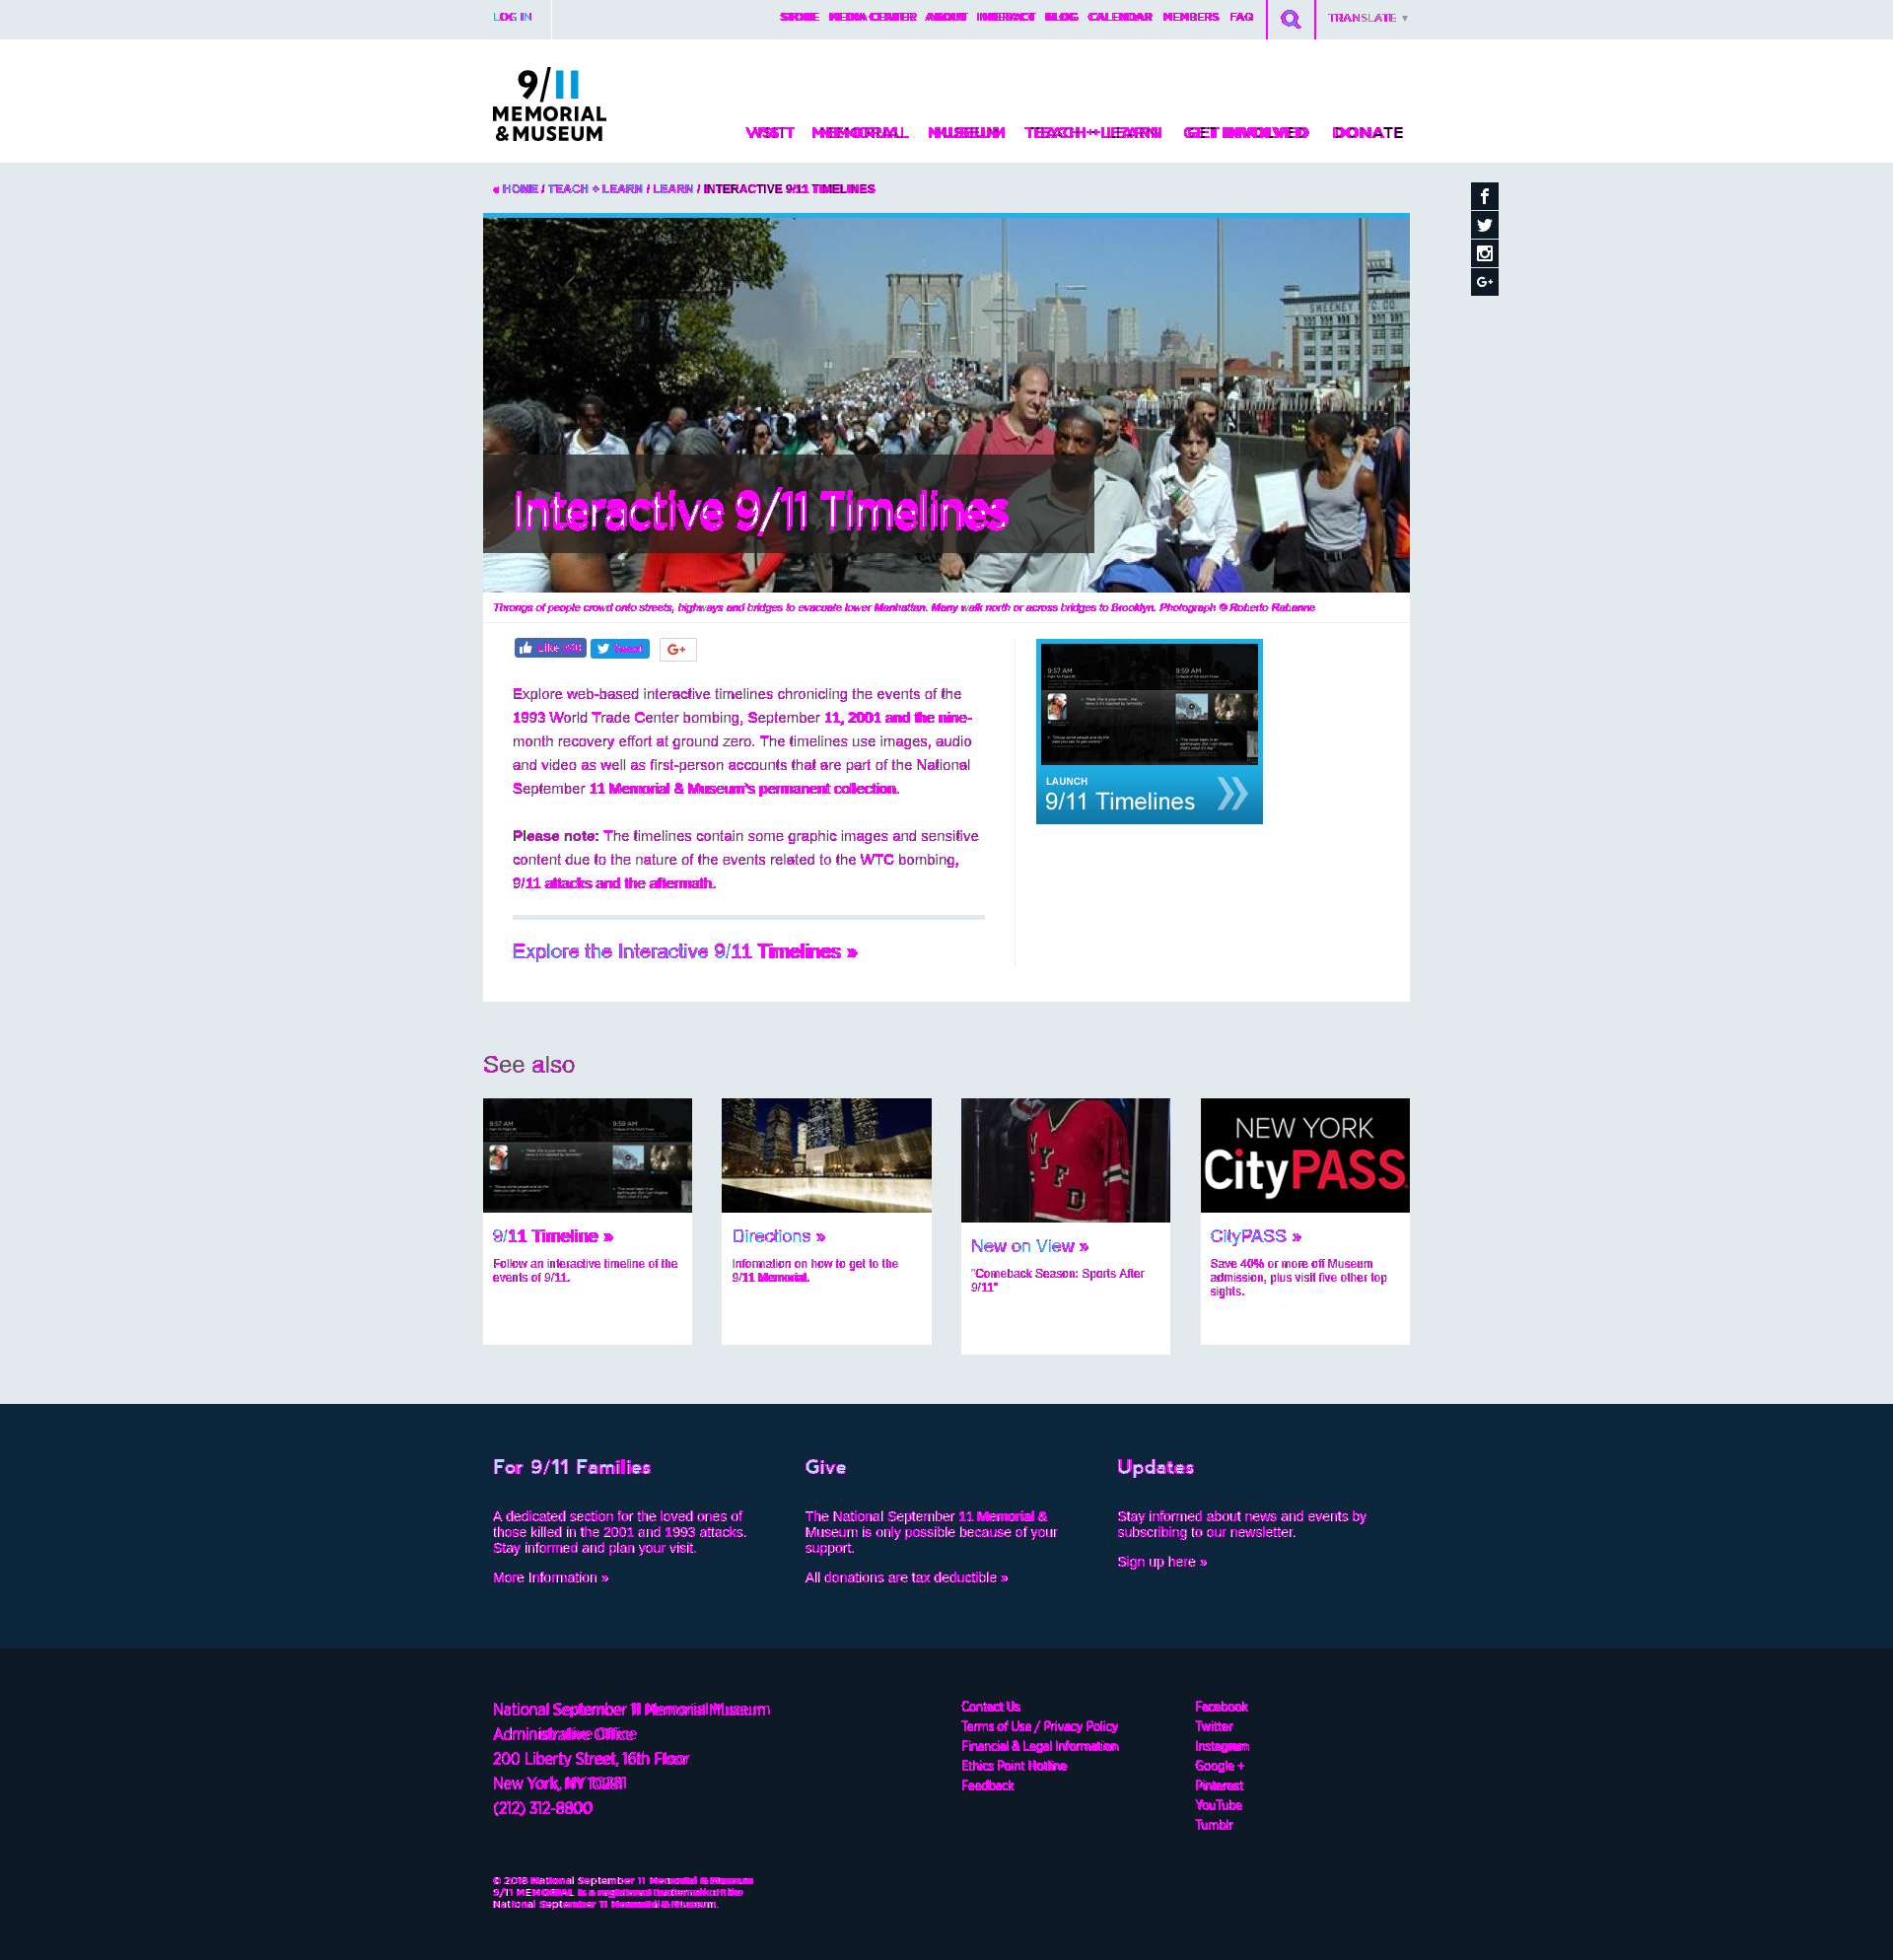 LOG IN
STORE MEDIA CENTER ABOUT INTERACT BLOG CALENDAR MEMBERS FAQ
TRANSLATE ▼
9/11
MEMORIAL
&MUSEUM
VISIT MEMORIAL MUSEUM TEACH + LEARN GET INVOLVED DONATE
« HOME / TEACH + LEARN / LEARN / INTERACTIVE 9/11 TIMELINES
Interactive 9/11 Timelines
Throngs of people crowd onto streets, highways and bridges to evacuate lower Manhattan. Many walk north or across bridges to Brooklyn. Photograph © Roberto Rabanne
Like 340 Tweet G+
Explore web-based interactive timelines chronicling the events of the
1993 World Trade Center bombing, September 11, 2001 and the nine-
month recovery effort at ground zero. The timelines use images, audio
and video as well as first-person accounts that are part of the National
September 11 Memorial & Museum's permanent collection.
Please note: The timelines contain some graphic images and sensitive
content due to the nature of the events related to the WTC bombing,
9/11 attacks and the aftermath.
Explore the Interactive 9/11 Timelines »
9:57 AM 9:59 AM
LAUNCH
9/11 Timelines
See also
9:57 AM 9:59 AM
9/11 Timeline »
Follow an interactive timeline of the
events of 9/11.
Directions »
Information on how to get to the
9/11 Memorial.
NYFD
New on View »
"Comeback Season: Sports After
9/11"
NEW YORK
CityPASS
CityPASS »
Save 40% or more off Museum
admission, plus visit five other top
sights.
For 9/11 Families
A dedicated section for the loved ones of
those killed in the 2001 and 1993 attacks.
Stay informed and plan your visit.
More Information »
Give
The National September 11 Memorial &
Museum is only possible because of your
support.
All donations are tax deductible »
Updates
Stay informed about news and events by
subscribing to our newsletter.
Sign up here »
National September 11 Memorial Museum
Administrative Office
200 Liberty Street, 16th Floor
New York, NY 10281
(212) 312-8800
Contact Us
Terms of Use / Privacy Policy
Financial & Legal Information
Ethics Point Hotline
Feedback
Facebook
Twitter
Instagram
Google +
Pinterest
YouTube
Tumblr
© 2018 National September 11 Memorial & Museum
9/11 MEMORIAL is a registered trademark of the
National September 11 Memorial & Museum.